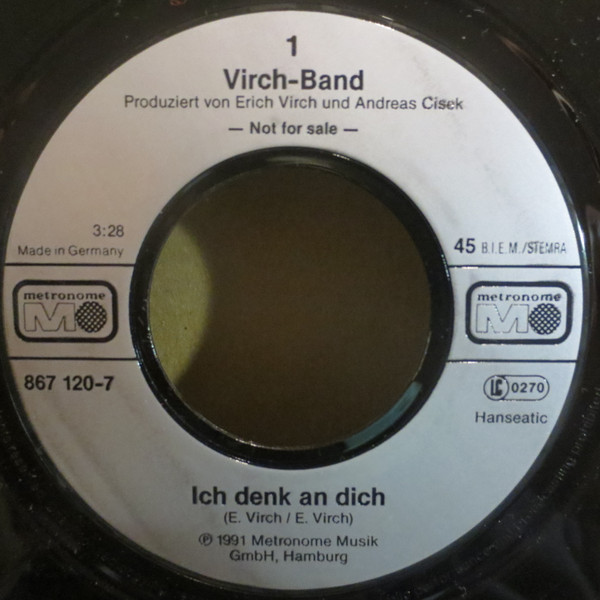 1
Virch-Band
Produziert von Erich Virch und Andreas Cisek
— Not for sale —
3:28
Made in Germany
45 B.I.E.M./STEMRA
metronome
MO
metronome
MO
867 120-7
LC 0270
Hanseatic
Ich denk an dich
(E. Virch / E. Virch)
℗ 1991 Metronome Musik
GmbH, Hamburg